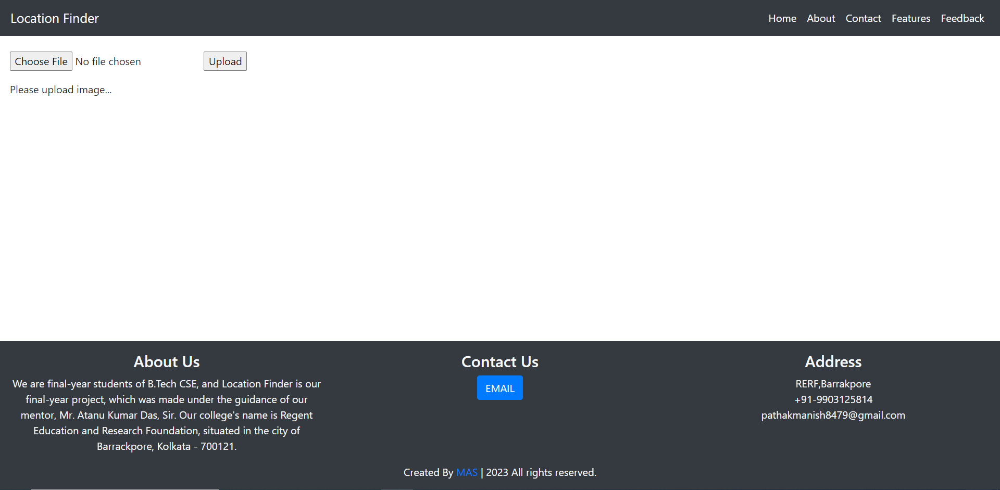 Location Finder
Home About Contact Features Feedback
Choose File No file chosen Upload
Please upload image...
About Us
We are final-year students of B.Tech CSE, and Location Finder is our
final-year project, which was made under the guidance of our
mentor, Mr. Atanu Kumar Das, Sir. Our college's name is Regent
Education and Research Foundation, situated in the city of
Barrackpore, Kolkata - 700121.
Contact Us
EMAIL
Address
RERF,Barrakpore
+91-9903125814
pathakmanish8479@gmail.com
Created By MAS | 2023 All rights reserved.